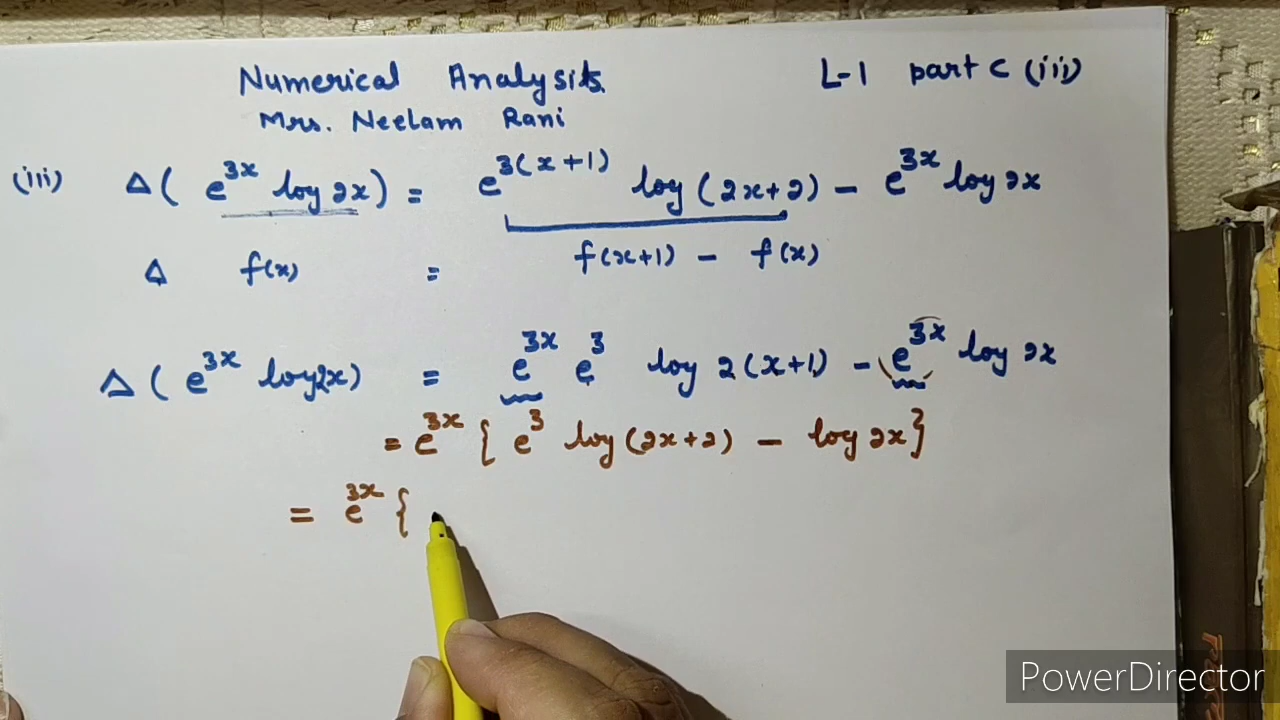 Numerical Analysis L-1 part C (iii)
Mrs. Neelam Rani
(iii) Δ( e^{3x} log 2x) = e^{3(x+1)} log (2x+2) - e^{3x} log 2x
Δ f(x) = f(x+1) - f(x)
Δ ( e^{3x} log2x) = e^{3x} e^{3} log 2(x+1) - (e^{3x}) log 2x
= e^{3x} { e^{3} log(2x+2) - log 2x}
= e^{3x} {
PowerDirector